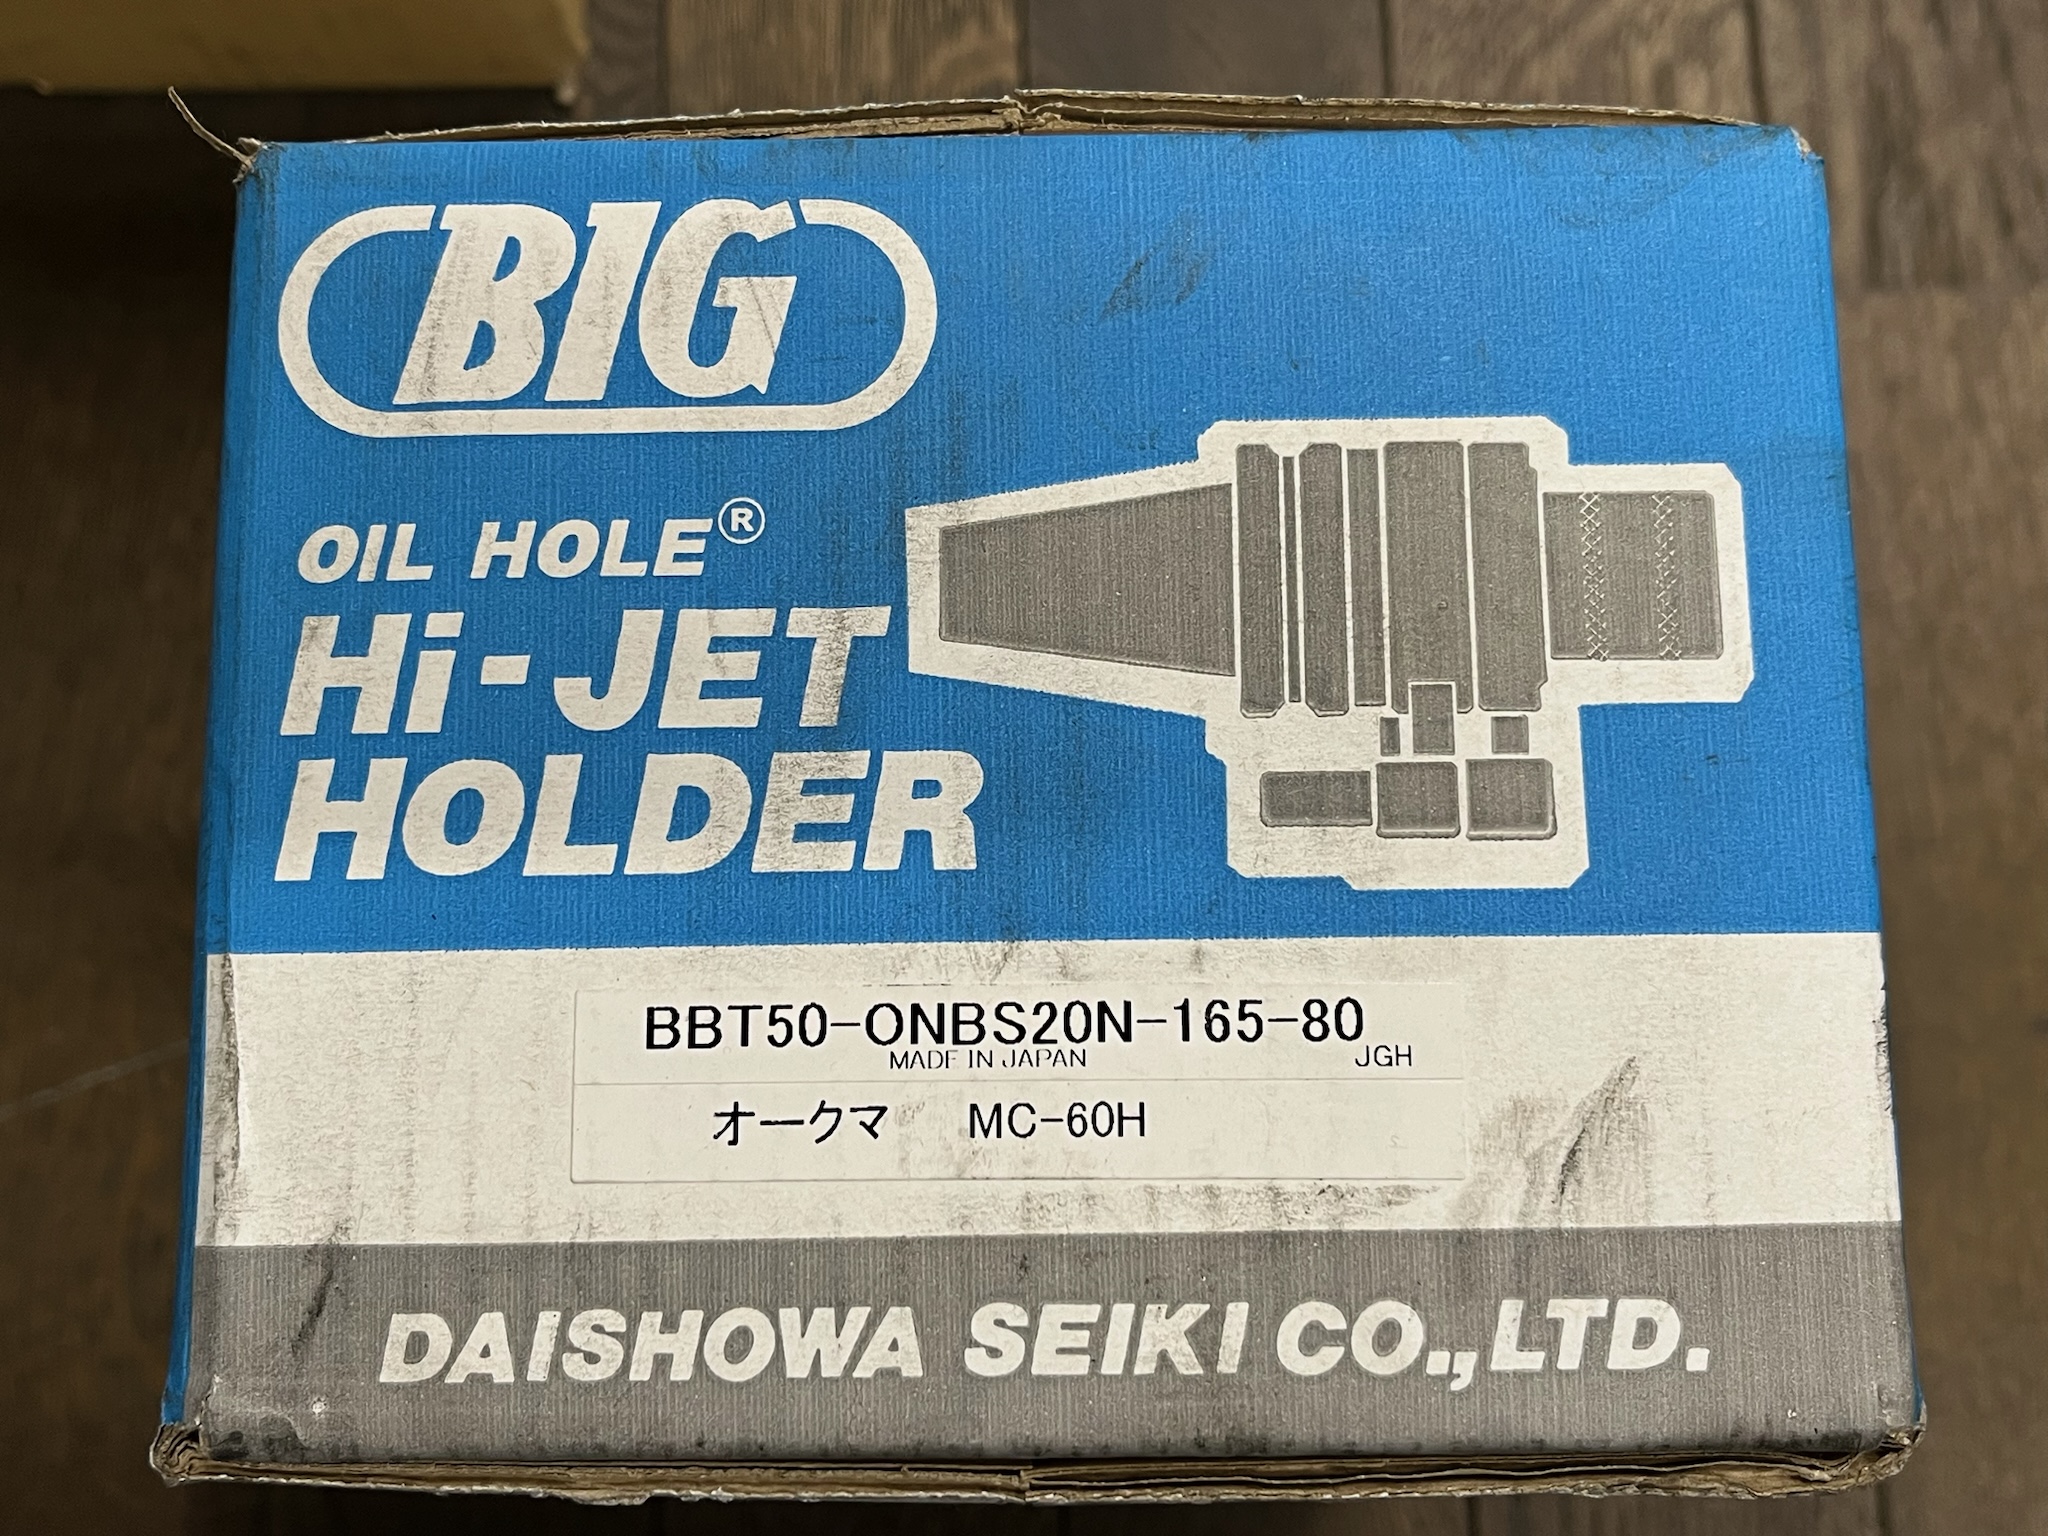 BIG
OIL HOLE®
Hi-JET
HOLDER
BBT50-ONBS20N-165-80
MADE IN JAPAN
JGH
オークマ MC-60H
DAISHOWA SEIKI CO.,LTD.